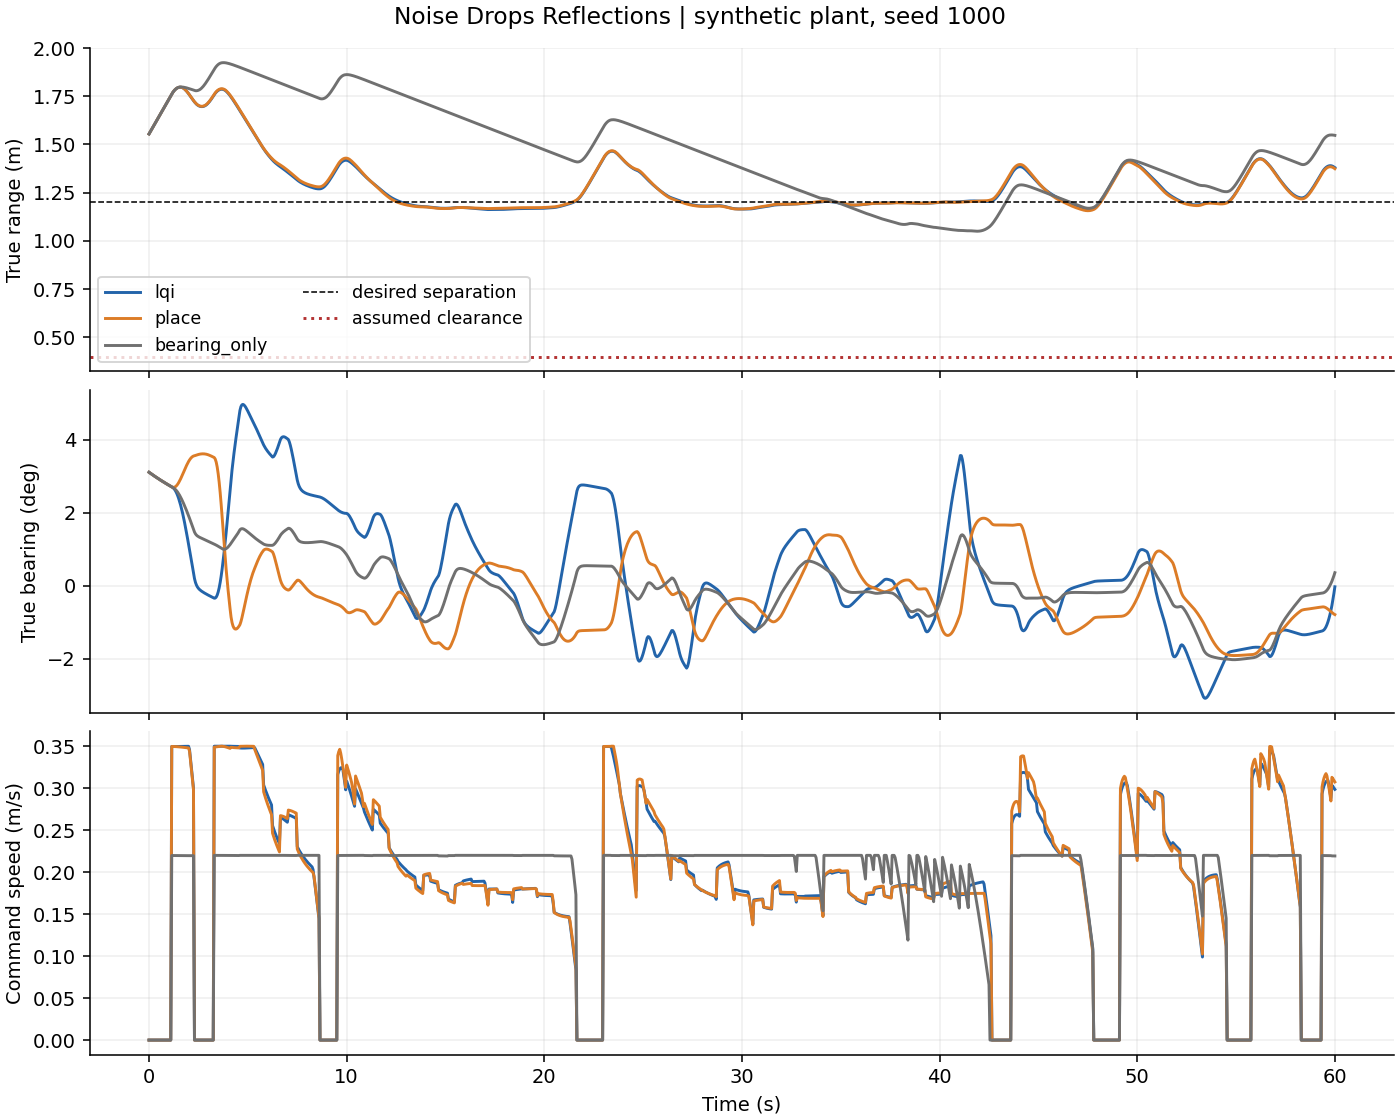 Noise Drops Reflections | synthetic plant, seed 1000
True range (m)
2.00
1.75
1.50
1.25
1.00
0.75
0.50
lqi
place
bearing_only
desired separation
assumed clearance
True bearing (deg)
4
2
0
−2
Command speed (m/s)
0.35
0.30
0.25
0.20
0.15
0.10
0.05
0.00
0 10 20 30 40 50 60
Time (s)